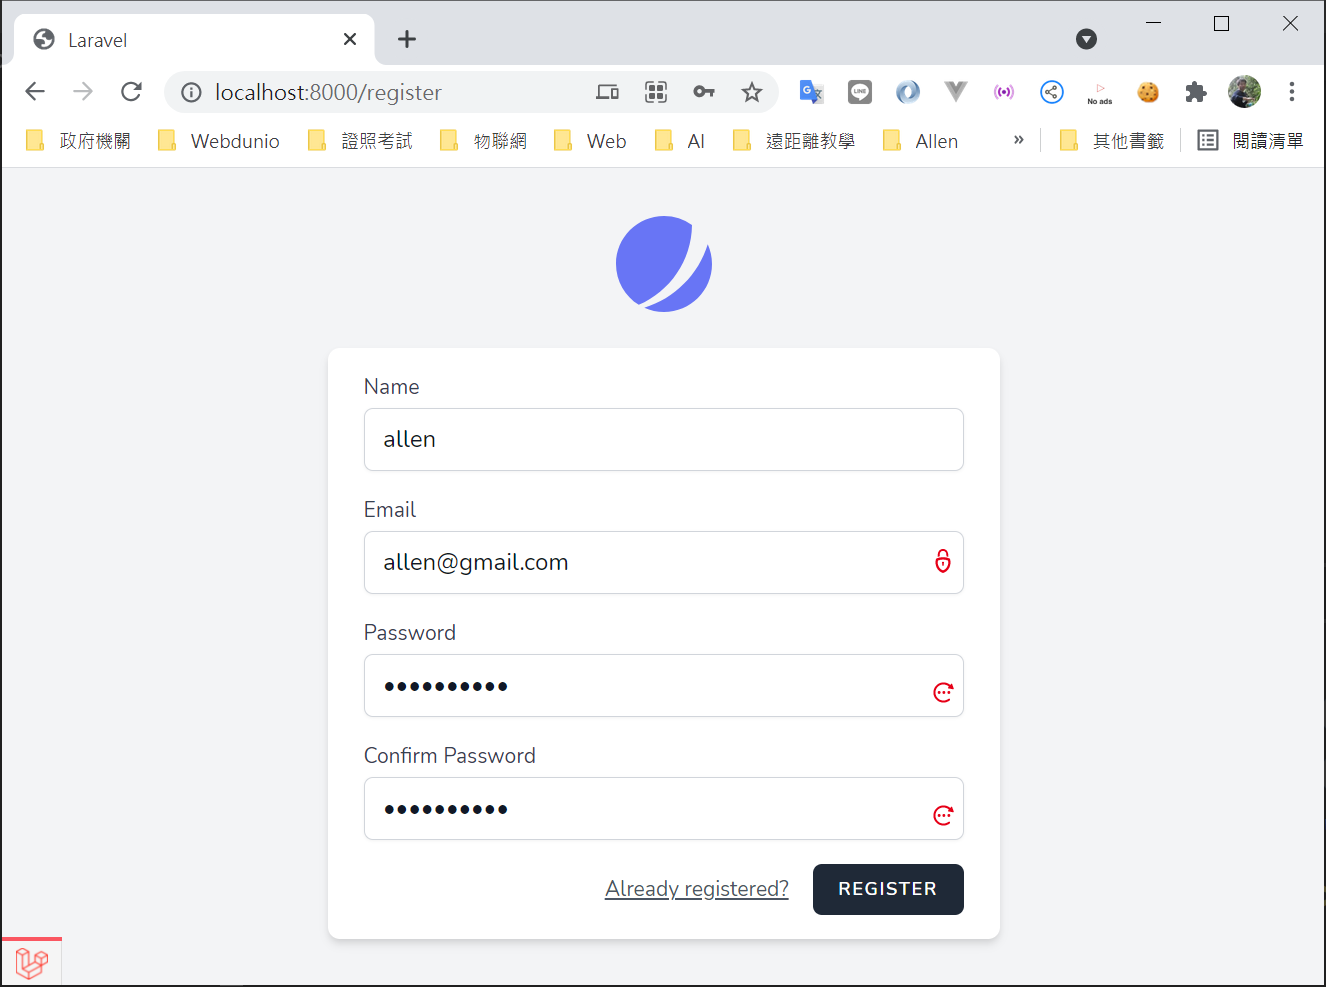 Laravel
localhost:8000/register
LINE
No ads
政府機關 Webdunio 證照考試 物聯網 Web AI 遠距離教學 Allen » 其他書籤 閱讀清單
Name
allen
Email
allen@gmail.com
Password
••••••••••
Confirm Password
••••••••••
Already registered? REGISTER